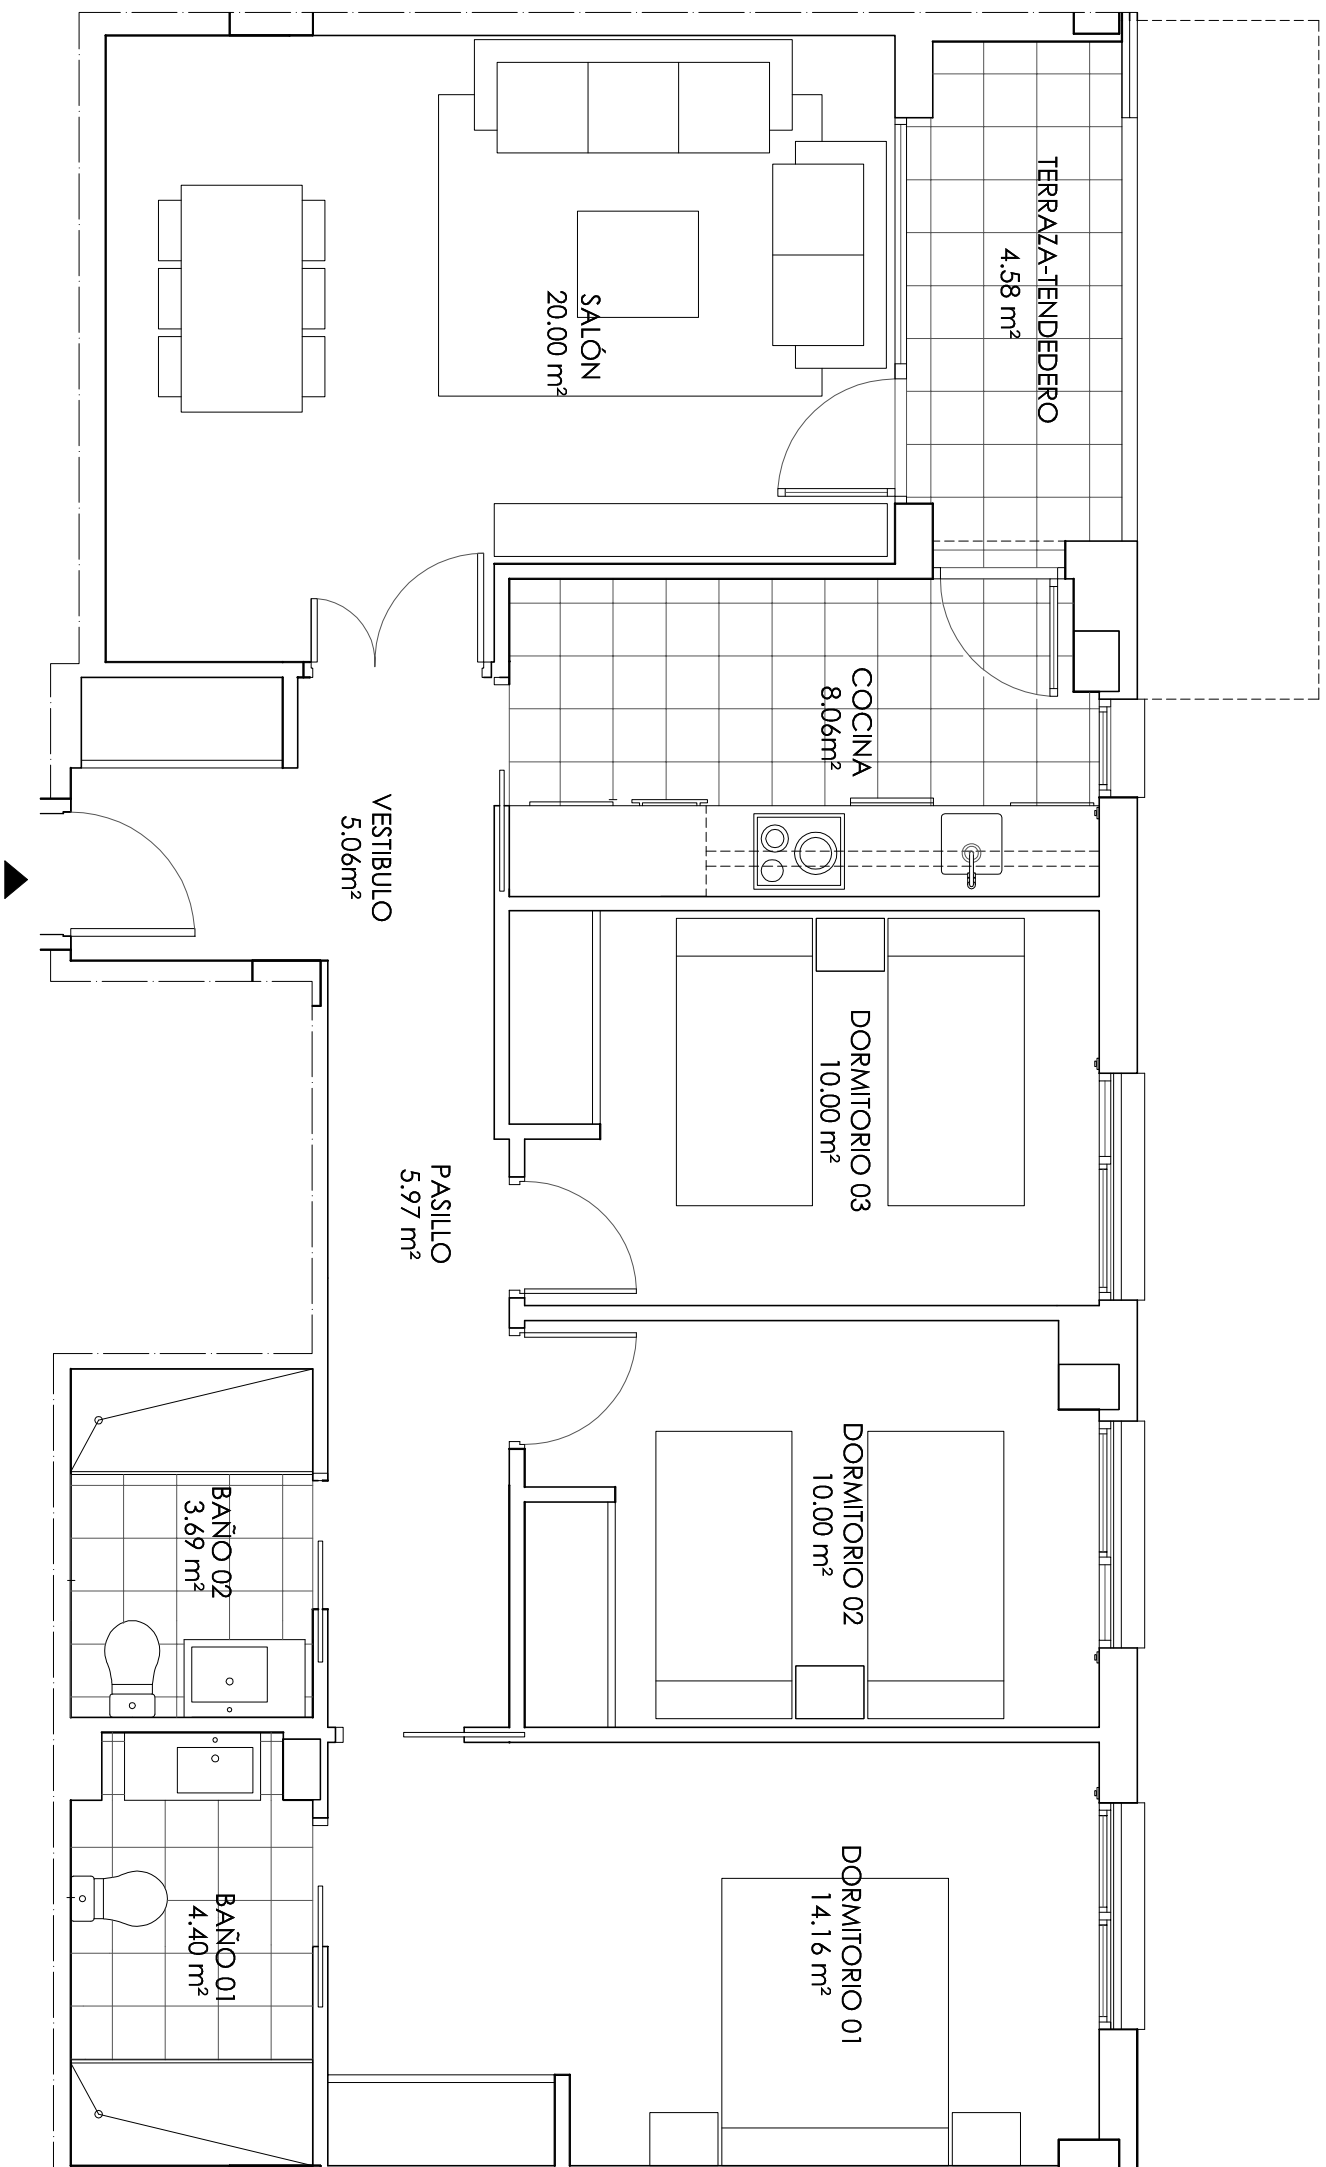 TERRAZA-TENDEDERO
4.58 m²
SALÓN
20.00 m²
COCINA
8.06m²
VESTIBULO
5.06m²
DORMITORIO 03
10.00 m²
PASILLO
5.97 m²
DORMITORIO 02
10.00 m²
BAÑO 02
3.69 m²
DORMITORIO 01
14.16 m²
BAÑO 01
4.40 m²